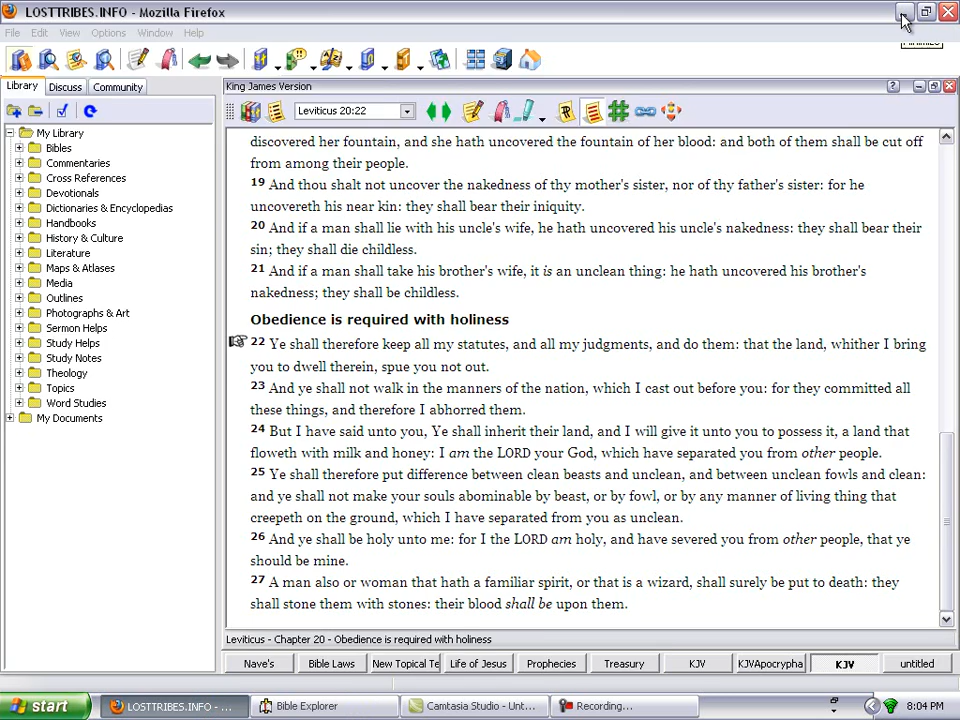 LOSTTRIBES.INFO - Mozilla Firefox
File Edit View Options Window Help
Library Discuss Community
King James Version
Leviticus 20:22
My Library
Bibles
Commentaries
Cross References
Devotionals
Dictionaries & Encyclopedias
Handbooks
History & Culture
Literature
Maps & Atlases
Media
Outlines
Photographs & Art
Sermon Helps
Study Helps
Study Notes
Theology
Topics
Word Studies
My Documents
discovered her fountain, and she hath uncovered the fountain of her blood: and both of them shall be cut off
from among their people.
19 And thou shalt not uncover the nakedness of thy mother's sister, nor of thy father's sister: for he
uncovereth his near kin: they shall bear their iniquity.
20 And if a man shall lie with his uncle's wife, he hath uncovered his uncle's nakedness: they shall bear their
sin; they shall die childless.
21 And if a man shall take his brother's wife, it is an unclean thing: he hath uncovered his brother's
nakedness; they shall be childless.
Obedience is required with holiness
22 Ye shall therefore keep all my statutes, and all my judgments, and do them: that the land, whither I bring
you to dwell therein, spue you not out.
23 And ye shall not walk in the manners of the nation, which I cast out before you: for they committed all
these things, and therefore I abhorred them.
24 But I have said unto you, Ye shall inherit their land, and I will give it unto you to possess it, a land that
floweth with milk and honey: I am the LORD your God, which have separated you from other people.
25 Ye shall therefore put difference between clean beasts and unclean, and between unclean fowls and clean:
and ye shall not make your souls abominable by beast, or by fowl, or by any manner of living thing that
creepeth on the ground, which I have separated from you as unclean.
26 And ye shall be holy unto me: for I the LORD am holy, and have severed you from other people, that ye
should be mine.
27 A man also or woman that hath a familiar spirit, or that is a wizard, shall surely be put to death: they
shall stone them with stones: their blood shall be upon them.
Leviticus - Chapter 20 - Obedience is required with holiness
Nave's Bible Laws New Topical Te Life of Jesus Prophecies Treasury KJV KJVApocrypha KJV untitled
start LOSTTRIBES.INFO - ... Bible Explorer Camtasia Studio - Unt... Recording... 8:04 PM